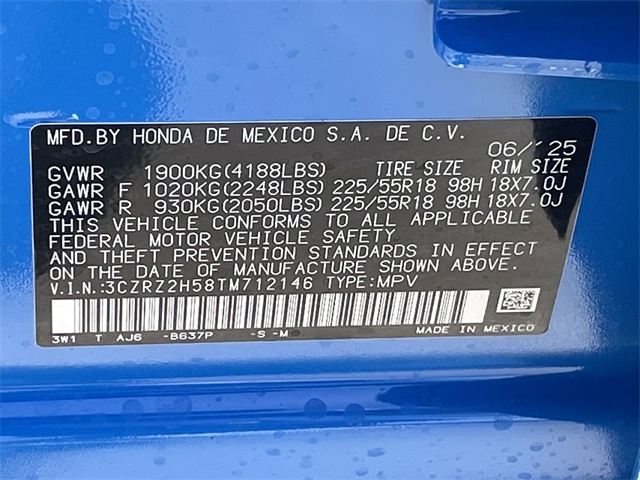 MFD.BY HONDA DE MEXICO S.A. DE C.V. 06/'25
GVWR 1900KG(4188LBS) TIRE SIZE RIM SIZE
GAWR F 1020KG(2248LBS) 225/55R18 98H 18X7.0J
GAWR R 930KG(2050LBS) 225/55R18 98H 18X7.0J
THIS VEHICLE CONFORMS TO ALL APPLICABLE
FEDERAL MOTOR VEHICLE SAFETY
AND THEFT PREVENTION STANDARDS IN EFFECT
ON THE DATE OF MANUFACTURE SHOWN ABOVE.
V.I.N.:3CZRZ2H58TM712146 TYPE:MPV
3W1 T AJ6 -B637P -S -M MADE IN MEXICO